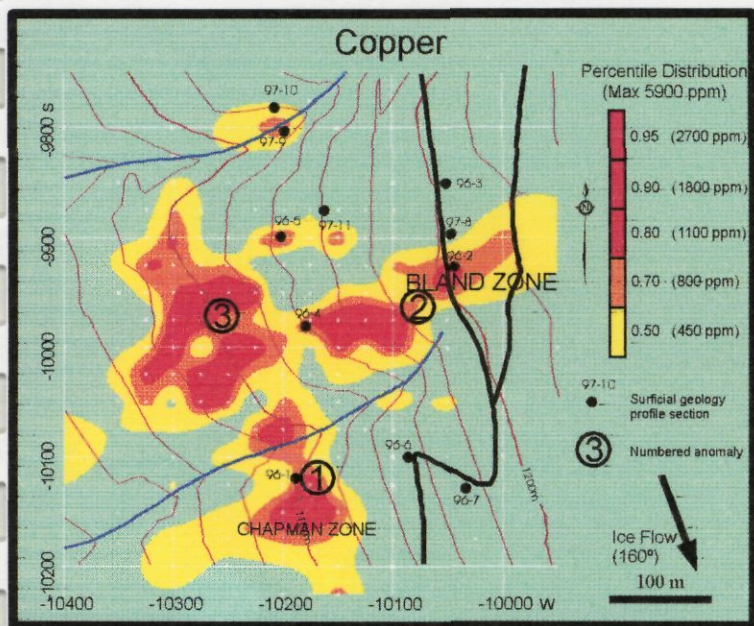 Copper
97-10
97-9
96-3
96-5
97-11
97-8
96-2
BLAND ZONE
3
96-4
2
96-6
96-1
1
96-7
CHAPMAN ZONE
1200m
-9800 s
-9900
-10000
-10100
-10200
-10400
-10300
-10200
-10100
-10000 W
Percentile Distribution
(Max 5900 ppm)
0.95 (2700 ppm)
0.90 (1800 ppm)
0.80 (1100 ppm)
0.70 (800 ppm)
0.50 (450 ppm)
N
97-10
Surficial geology
profile section
3
Numbered anomaly
Ice Flow
(160°)
100 m